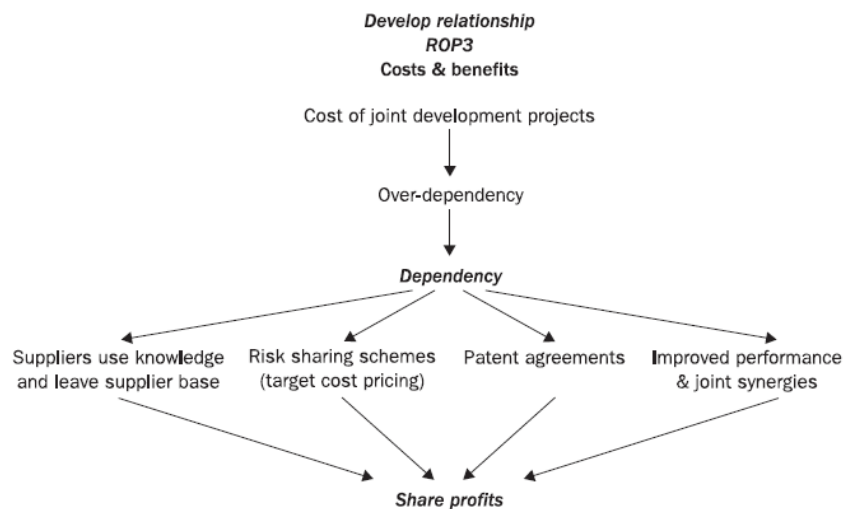 Develop relationship
ROP3
Costs & benefits
Cost of joint development projects
Over-dependency
Dependency
Suppliers use knowledge
and leave supplier base
Risk sharing schemes
(target cost pricing)
Patent agreements
Improved performance
& joint synergies
Share profits